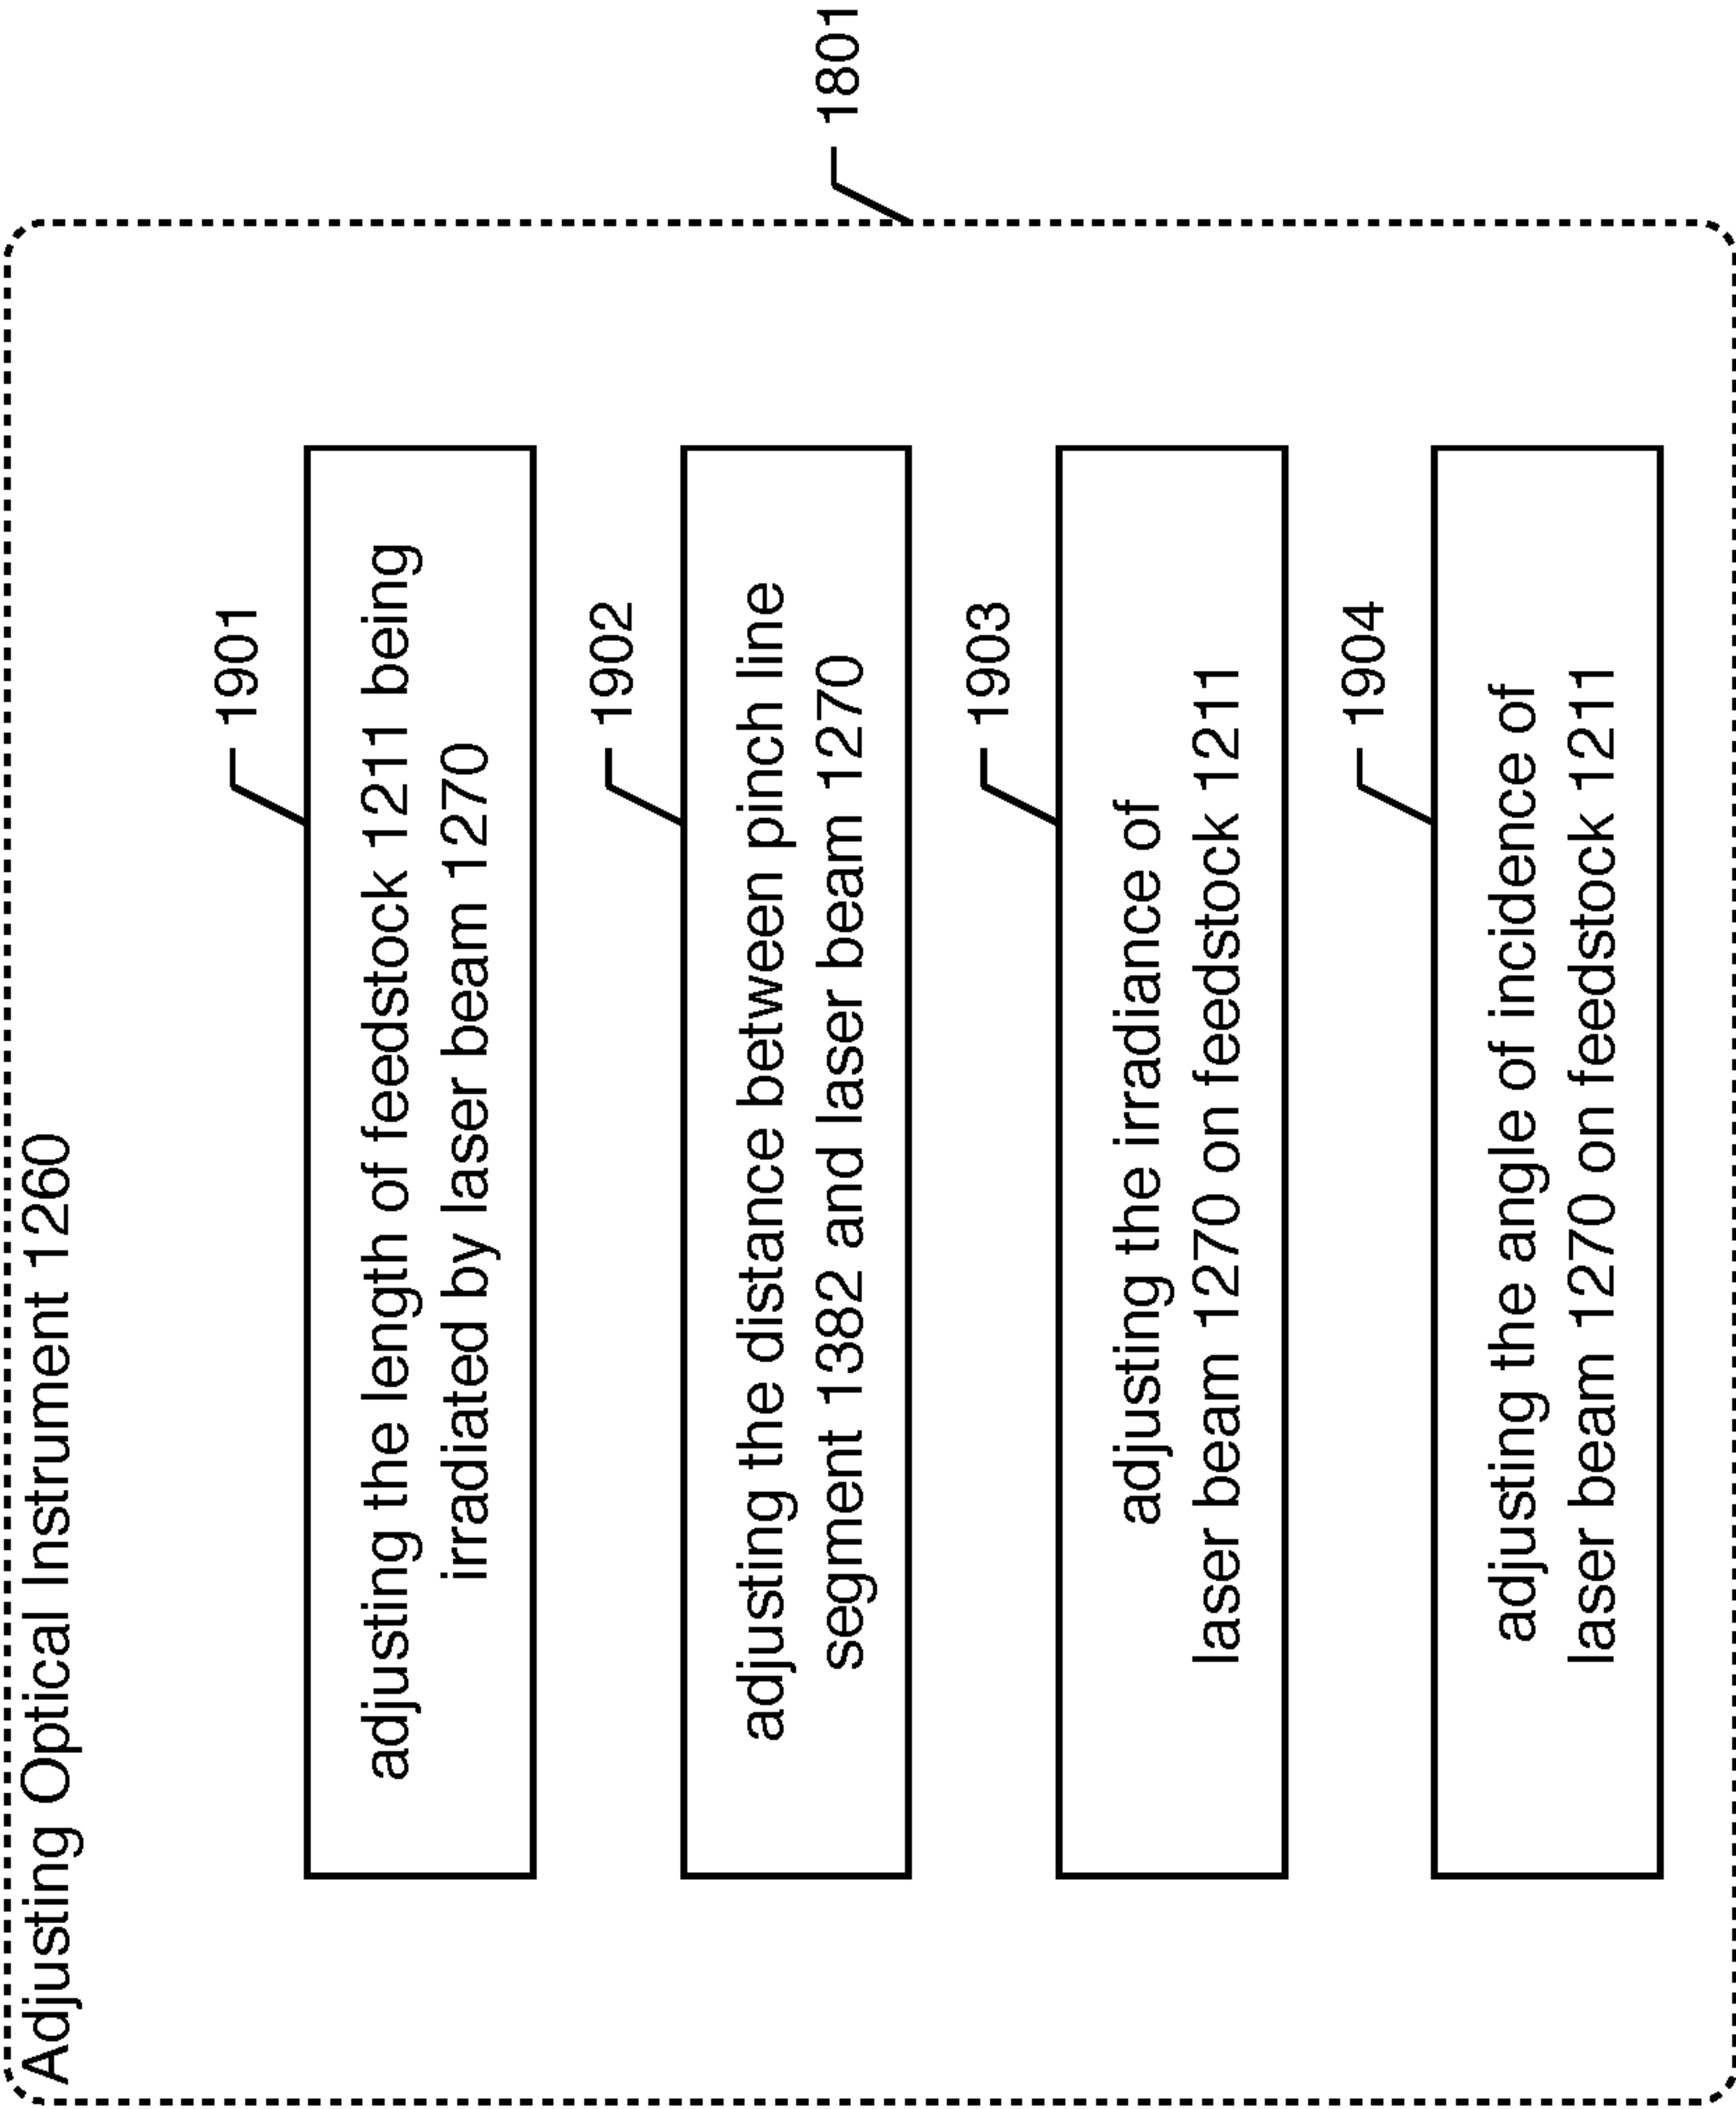 Adjusting Optical Instrument 1260
1801
1901
adjusting the length of feedstock 1211 being
irradiated by laser beam 1270
1902
adjusting the distance between pinch line
segment 1382 and laser beam 1270
1903
adjusting the irradiance of
laser beam 1270 on feedstock 1211
1904
adjusting the angle of incidence of
laser beam 1270 on feedstock 1211